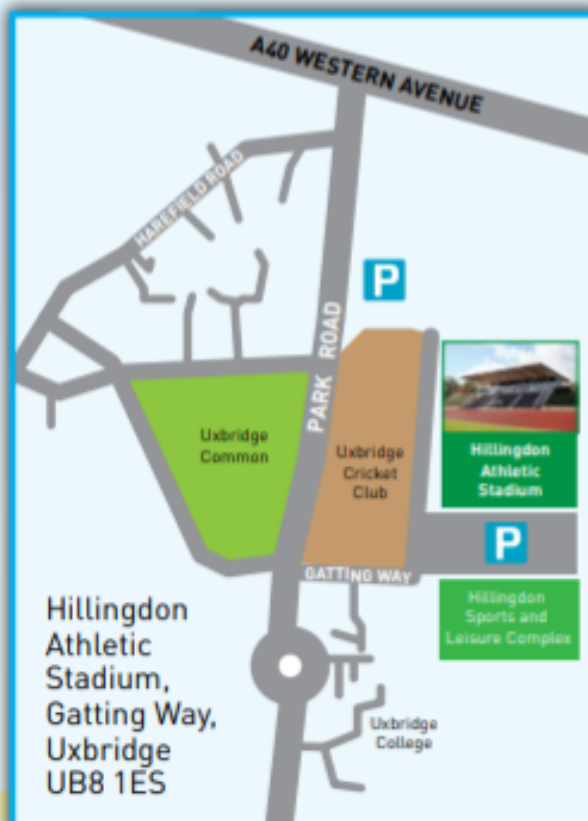 A40 WESTERN AVENUE
HAREFIELD ROAD
P
PARK ROAD
Uxbridge
Common
Uxbridge
Cricket
Club
Hillingdon
Athletic
Stadium
P
GATTING WAY
Hillingdon
Sports and
Leisure Complex
Hillingdon
Athletic
Stadium,
Gatting Way,
Uxbridge
UB8 1ES
Uxbridge
College